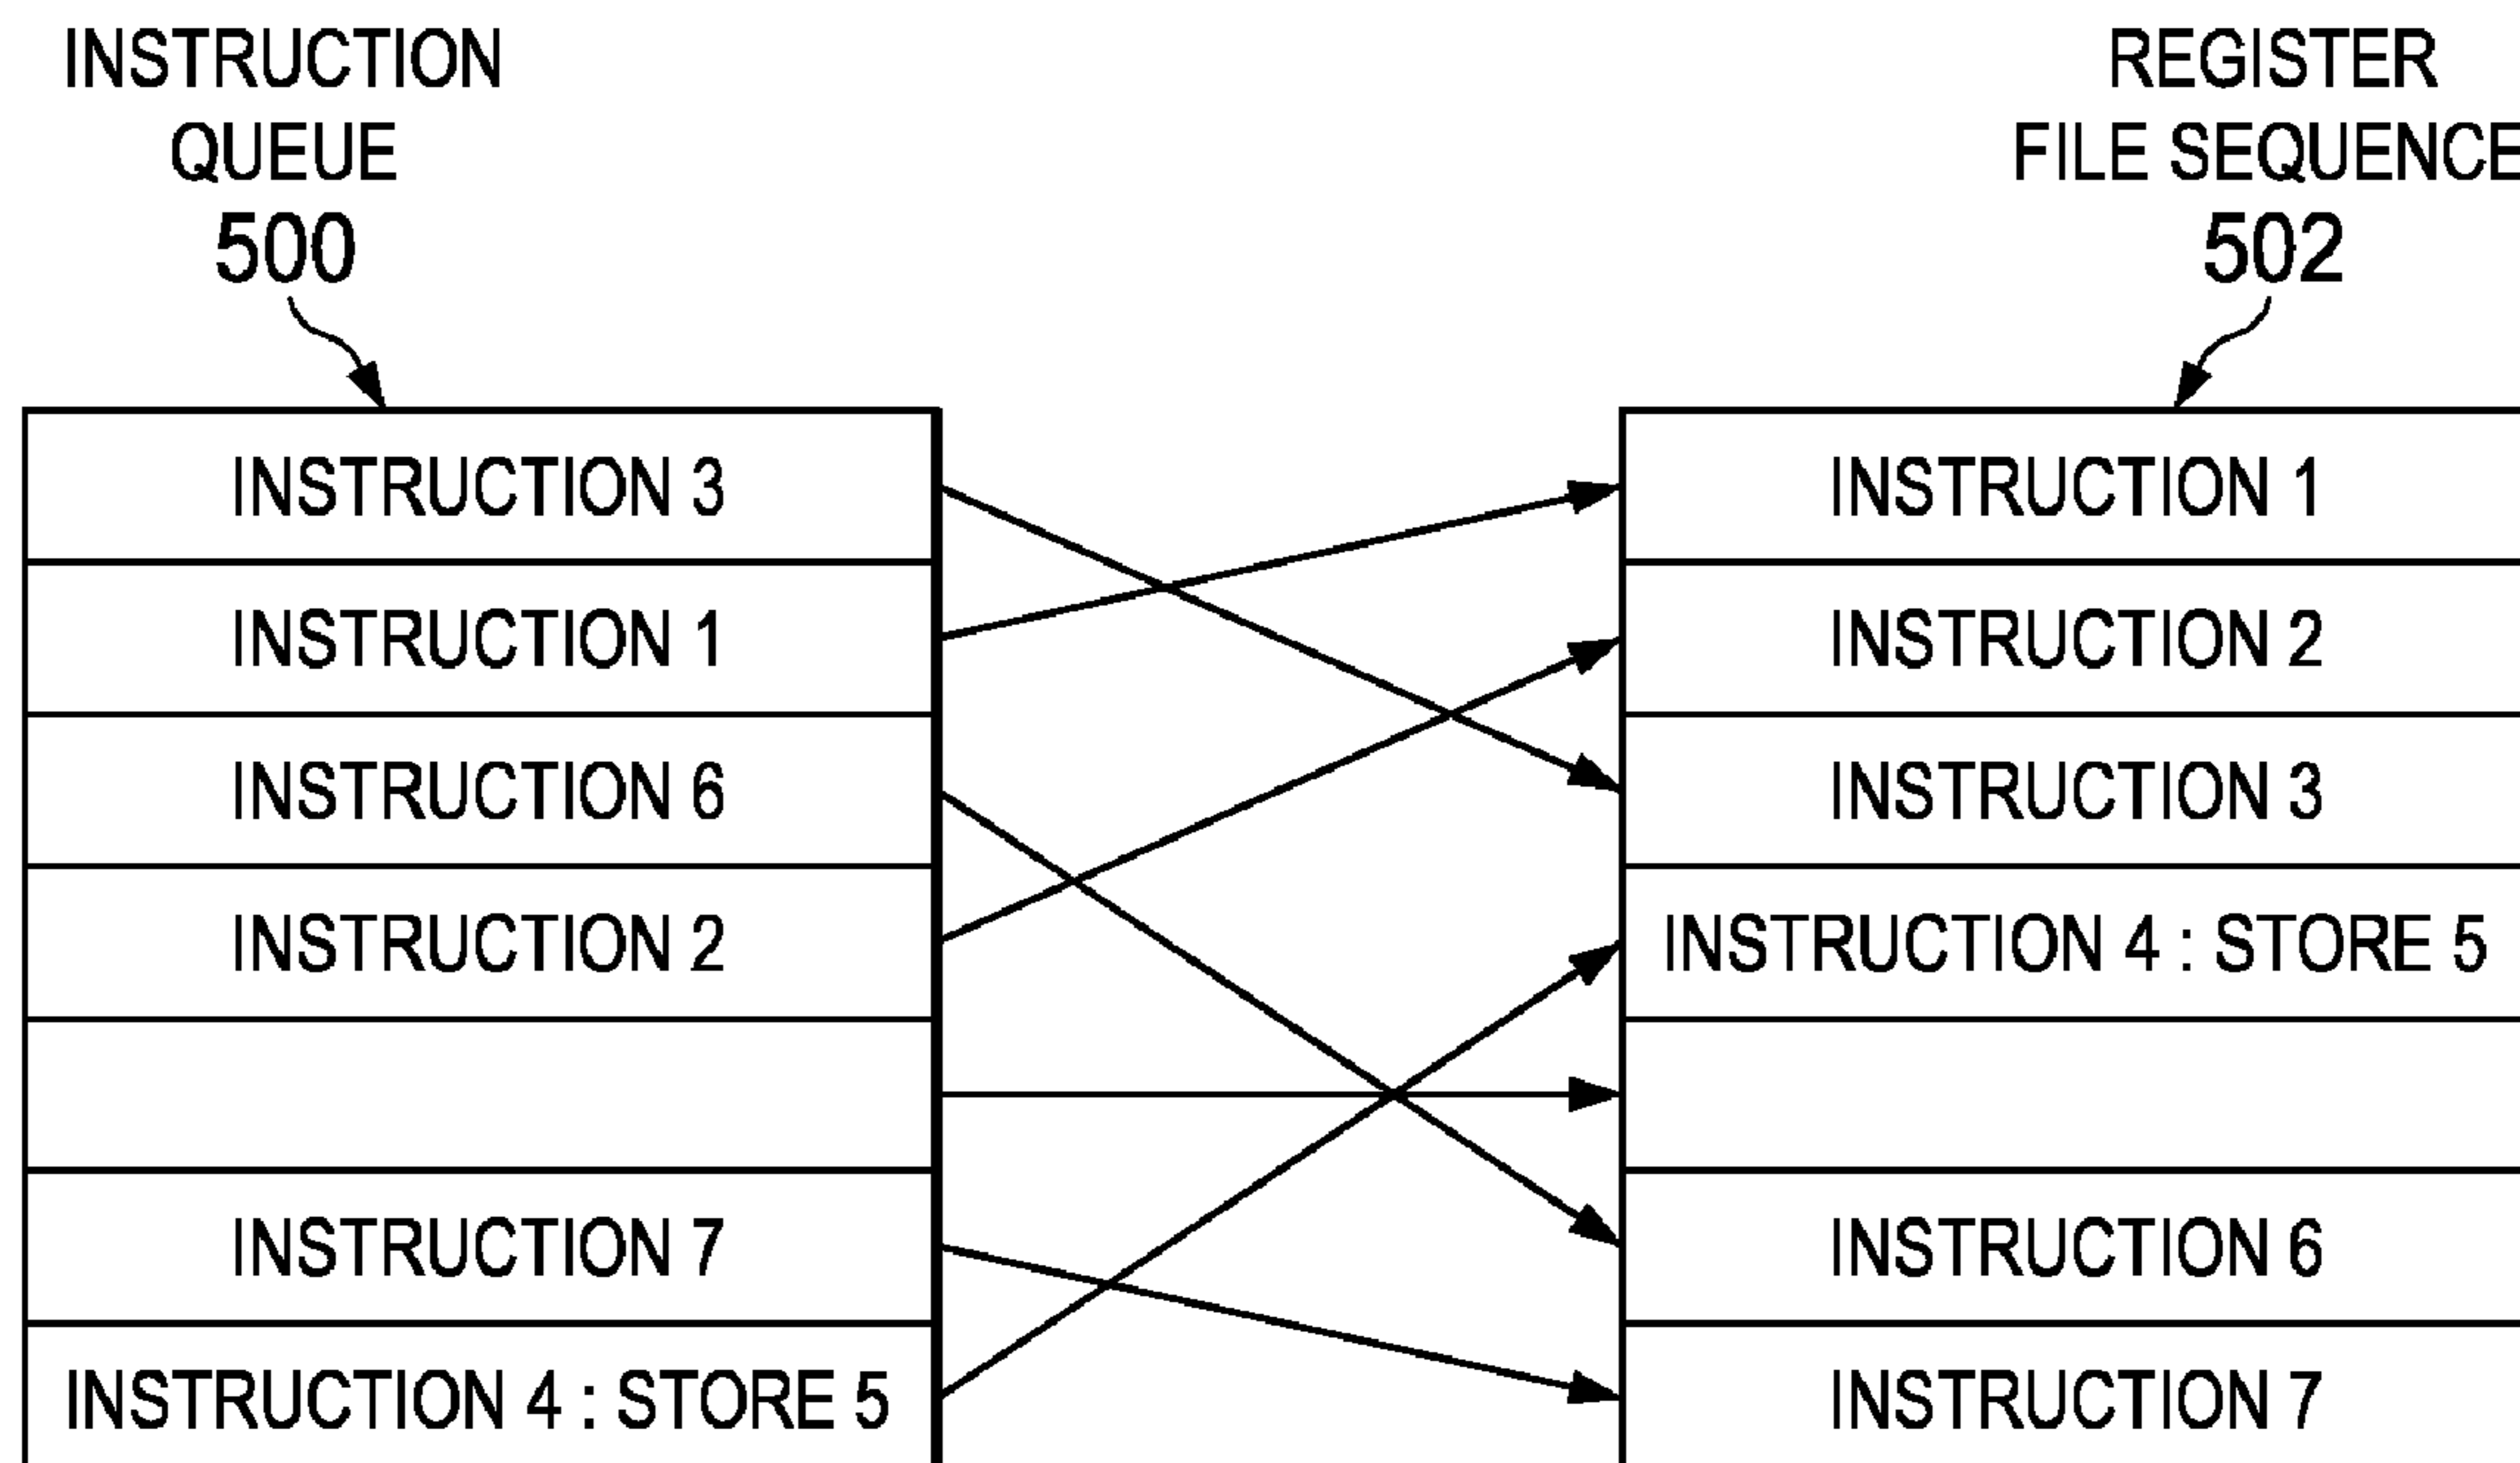 INSTRUCTION
QUEUE
500
INSTRUCTION 3
INSTRUCTION 1
INSTRUCTION 6
INSTRUCTION 2
INSTRUCTION 7
INSTRUCTION 4 : STORE 5
REGISTER
FILE SEQUENCE
502
INSTRUCTION 1
INSTRUCTION 2
INSTRUCTION 3
INSTRUCTION 4 : STORE 5
INSTRUCTION 6
INSTRUCTION 7